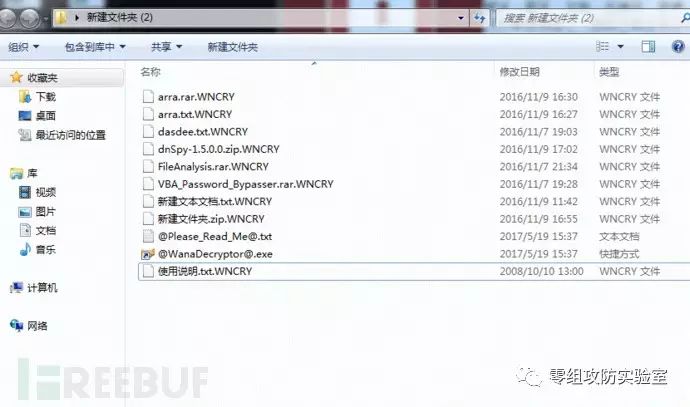 新建文件夹 (2)
搜索 新建文件夹 (2)
组织 包含到库中 共享 新建文件夹
名称 修改日期 类型
收藏夹
下载
桌面
最近访问的位置
库
视频
图片
文档
音乐
计算机
网络
arra.rar.WNCRY 2016/11/9 16:30 WNCRY 文件
arra.txt.WNCRY 2016/11/9 16:27 WNCRY 文件
dasdee.txt.WNCRY 2016/11/7 19:03 WNCRY 文件
dnSpy-1.5.0.0.zip.WNCRY 2016/11/9 17:02 WNCRY 文件
FileAnalysis.rar.WNCRY 2016/11/7 21:34 WNCRY 文件
VBA_Password_Bypasser.rar.WNCRY 2016/11/7 19:28 WNCRY 文件
新建文本文档.txt.WNCRY 2016/11/9 11:42 WNCRY 文件
新建文件夹.zip.WNCRY 2016/11/9 16:55 WNCRY 文件
@Please_Read_Me@.txt 2017/5/19 15:37 文本文档
@WanaDecryptor@.exe 2017/5/19 15:37 快捷方式
使用说明.txt.WNCRY 2008/10/10 13:00 WNCRY 文件
FREEBUF
零组攻防实验室